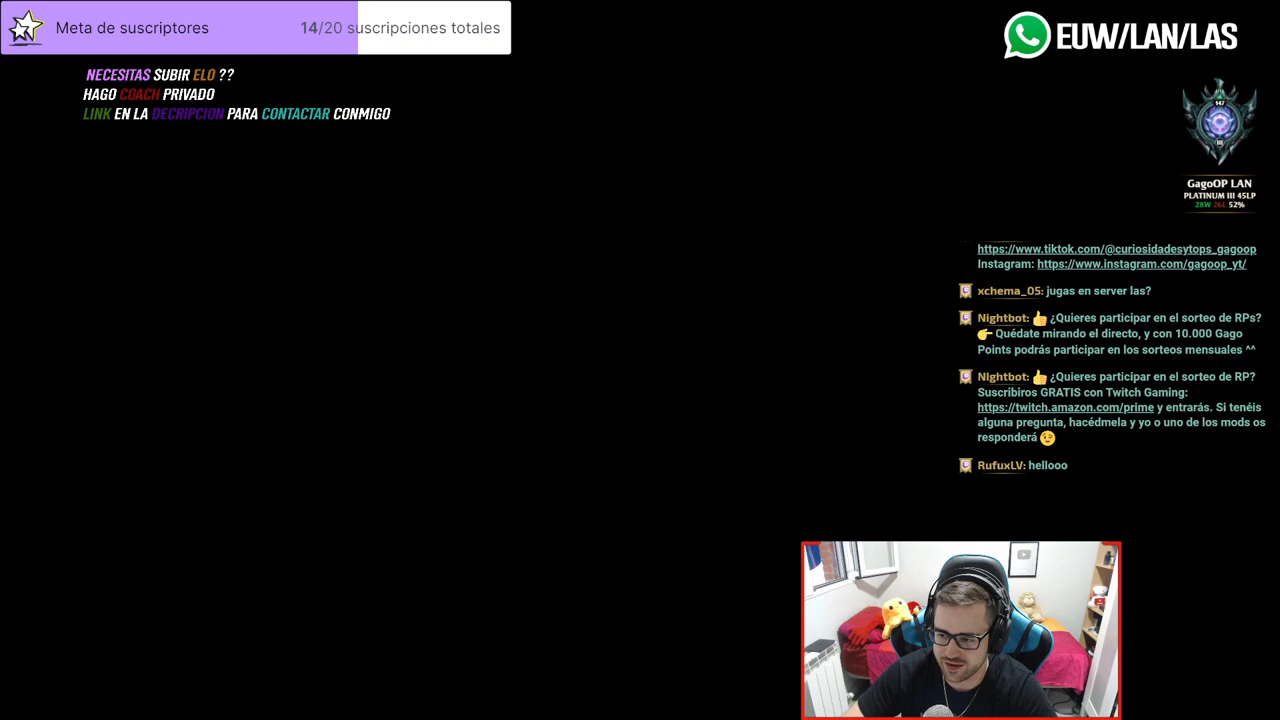 Meta de suscriptores 14/20 suscripciones totales
NECESITAS SUBIR ELO ??
HAGO COACH PRIVADO
LINK EN LA DECRIPCION PARA CONTACTAR CONMIGO
EUW/LAN/LAS
147
III
GagoOP LAN
PLATINUM III 45LP
28W 26L 52%
https://www.tiktok.com/@curiosidadesytops_gagoop
Instagram: https://www.instagram.com/gagoop_yt/
xchema_05: jugas en server las?
Nightbot: 👍 ¿Quieres participar en el sorteo de RPs?
👉 Quédate mirando el directo, y con 10.000 Gago
Points podrás participar en los sorteos mensuales ^^
Nightbot: 👍 ¿Quieres participar en el sorteo de RP?
Suscribiros GRATIS con Twitch Gaming:
https://twitch.amazon.com/prime y entrarás. Si tenéis
alguna pregunta, hacédmela y yo o uno de los mods os
responderá 😉
RufuxLV: hellooo